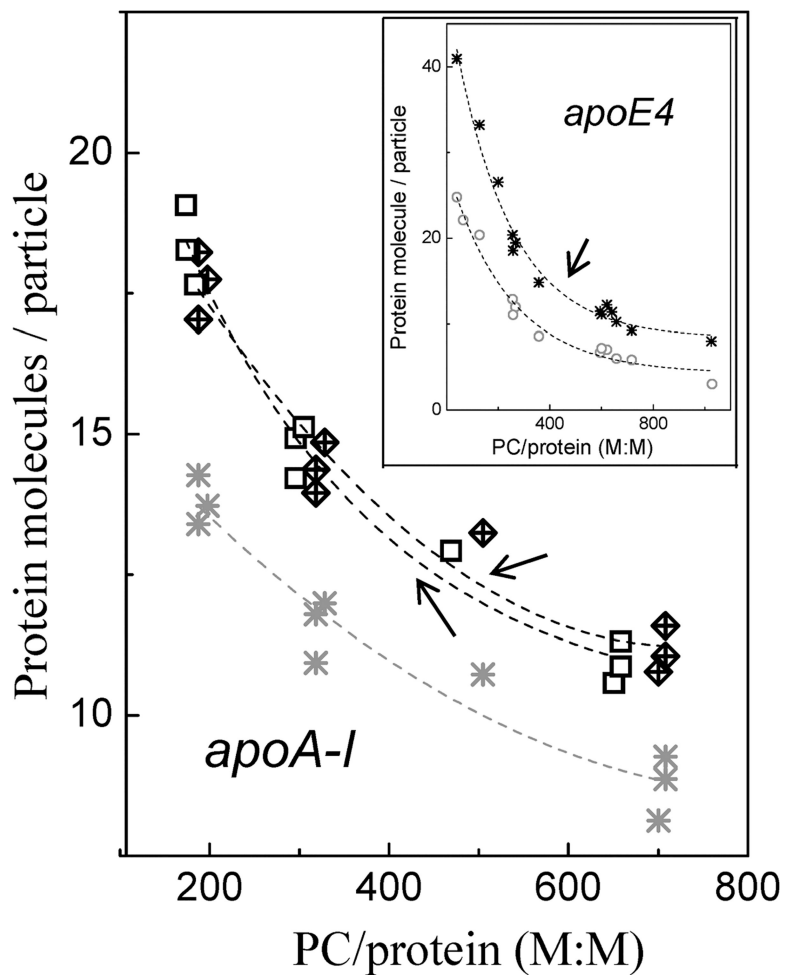 Protein molecules / particle
20
15
10
200
400
600
800
PC/protein (M:M)
apoA-I
Protein molecule / particle
40
20
0
400
800
PC/protein (M:M)
apoE4